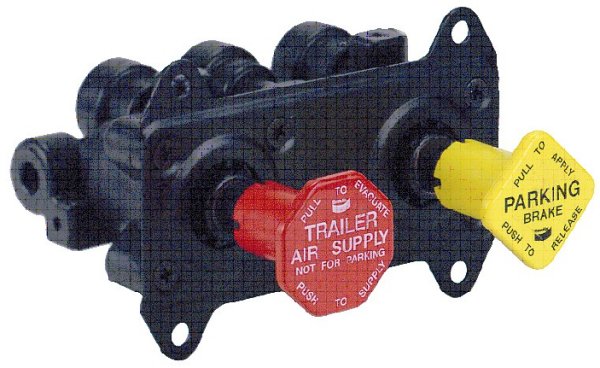 PULL TO EVACUATE
TRAILER
AIR SUPPLY
NOT FOR PARKING
PUSH TO SUPPLY
PULL TO APPLY
PARKING
BRAKE
PUSH TO RELEASE